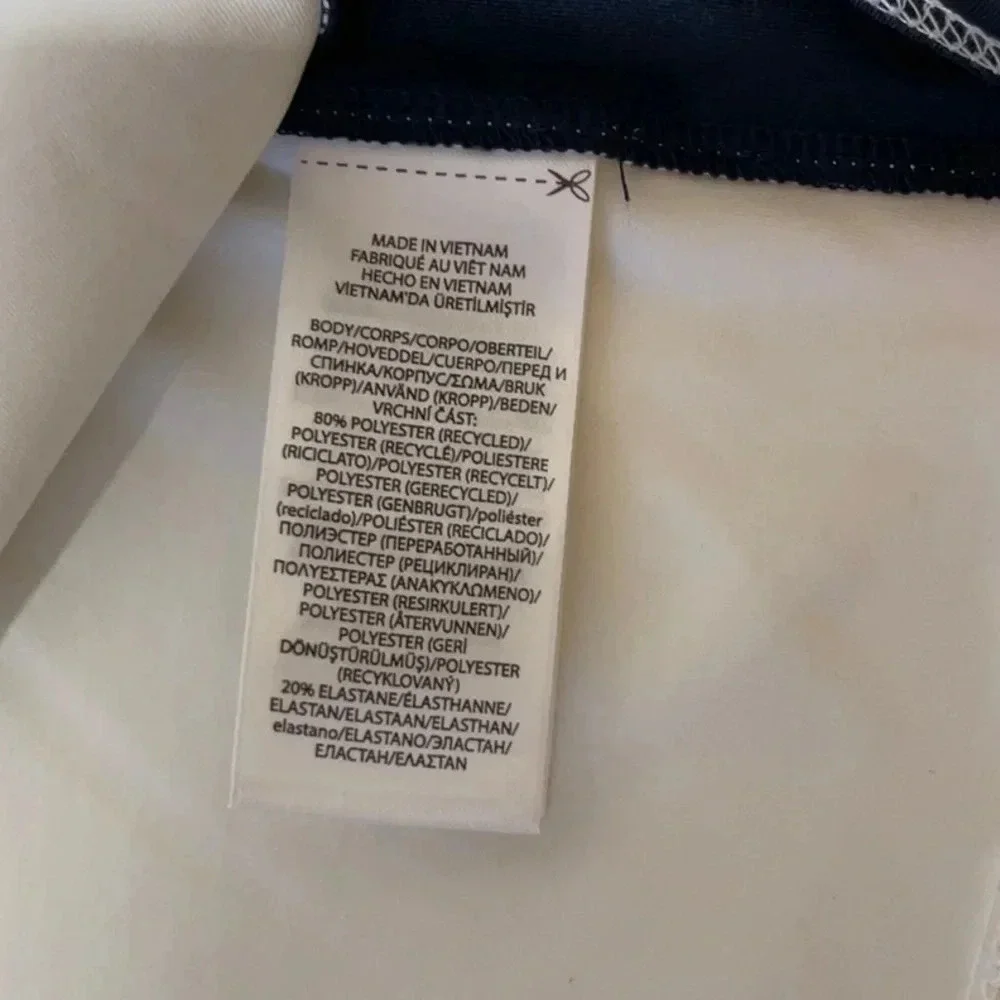 MADE IN VIETNAM
FABRIQUÉ AU VIÊT NAM
HECHO EN VIETNAM
VIETNAM'DA ÜRETİLMİŞTİR
BODY/CORPS/CORPO/OBERTEIL/
ROMP/HOVEDDEL/CUERPO/ПЕРЕД И
СПИНКА/КОРПУС/ΣΩΜΑ/BRUK
(KROPP)/ANVÄND (KROPP)/BEDEN/
VRCHNÍ ČÁST:
80% POLYESTER (RECYCLED)/
POLYESTER (RECYCLÉ)/POLIESTERE
(RICICLATO)/POLYESTER (RECYCELT)/
POLYESTER (GERECYCLED)/
POLYESTER (GENBRUGT)/poliéster
(reciclado)/POLIÉSTER (RECICLADO)/
ПОЛИЭСТЕР (ПЕРЕРАБОТАННЫЙ)/
ПОЛИЕСТЕР (РЕЦИКЛИРАН)/
ΠΟΛΥΕΣΤΕΡΑΣ (ΑΝΑΚΥΚΛΩΜΕΝΟ)/
POLYESTER (RESIRKULERT)/
POLYESTER (ÅTERVUNNEN)/
POLYESTER (GERİ
DÖNÜŞTÜRÜLMÜŞ)/POLYESTER
(RECYKLOVANÝ)
20% ELASTANE/ÉLASTHANNE/
ELASTAN/ELASTAAN/ELASTHAN/
elastano/ELASTANO/ЭЛАСТАН/
ЕЛАСТАН/ΕΛΑΣΤΑΝ